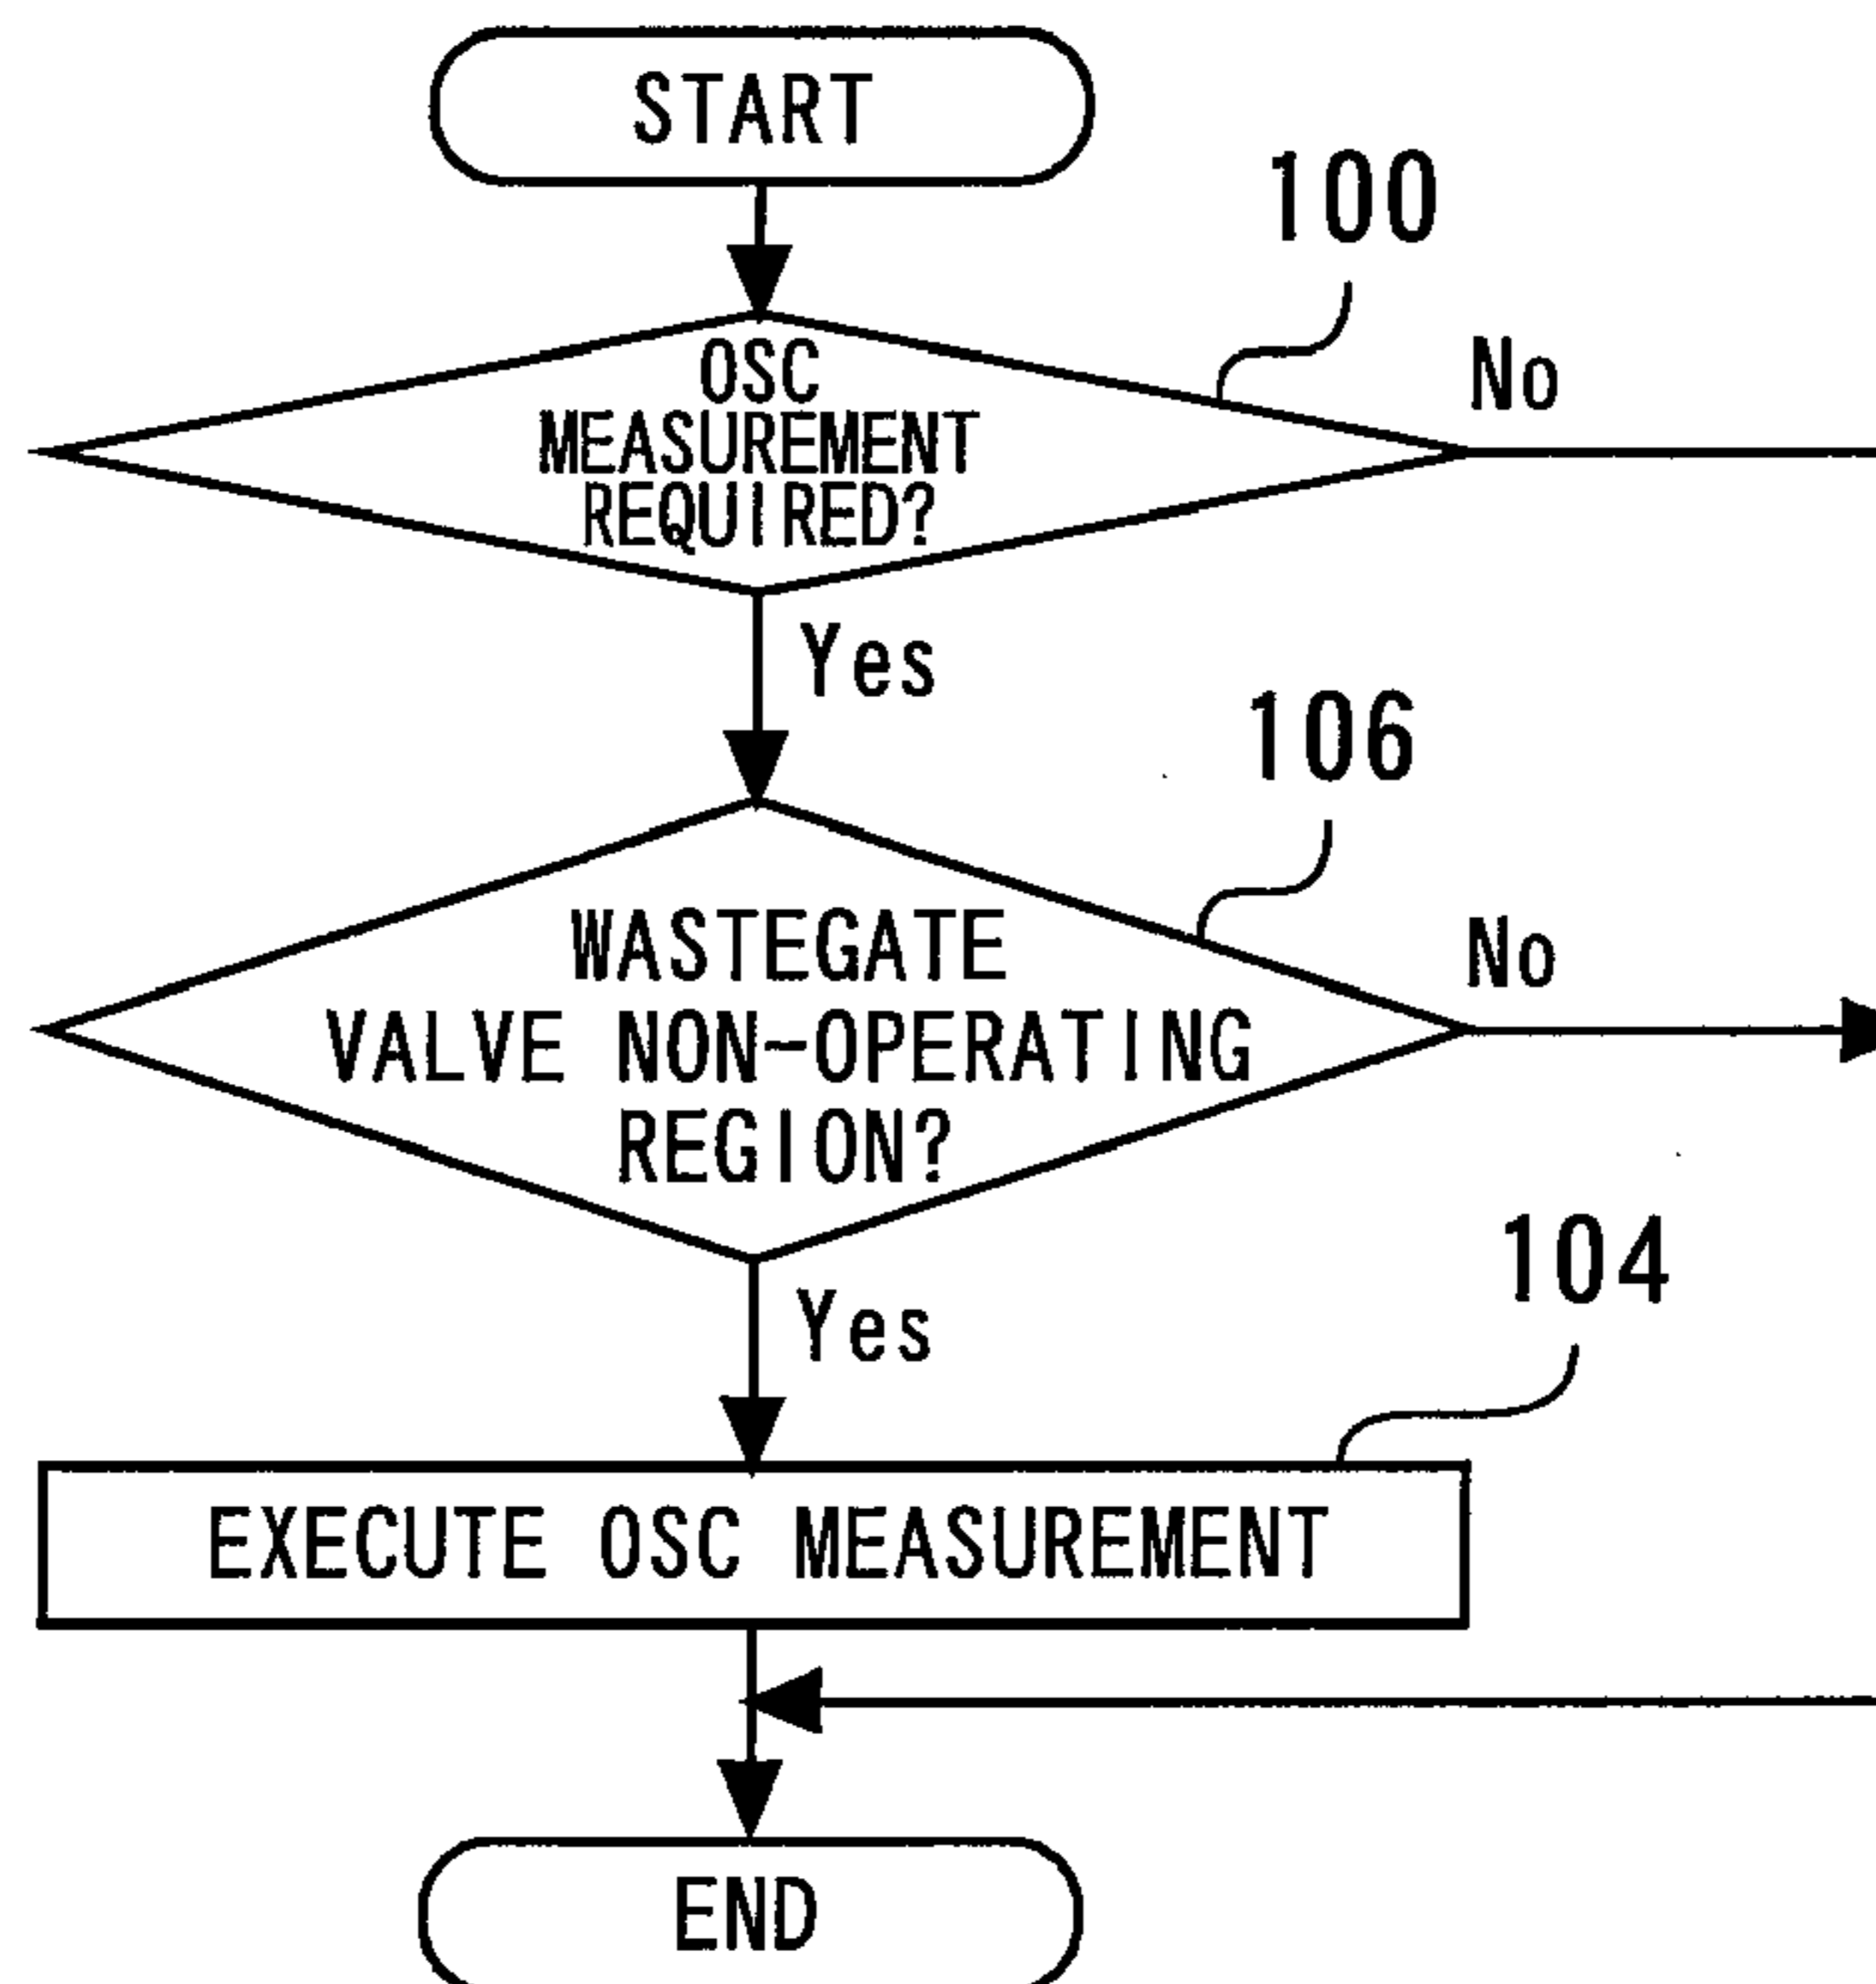 START
100
OSC
MEASUREMENT
REQUIRED?
No
Yes
106
WASTEGATE
VALVE NON-OPERATING
REGION?
No
Yes
104
EXECUTE OSC MEASUREMENT
END